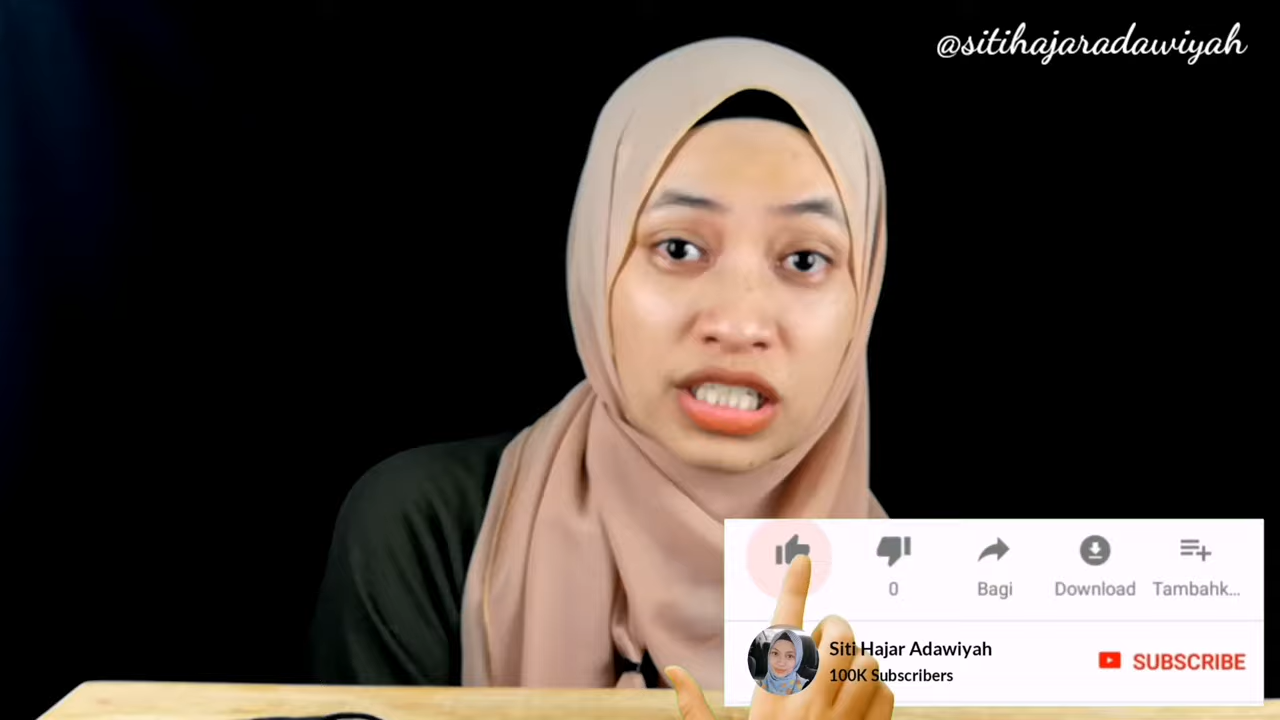 @sitihajaradawiyah
0
Bagi
Download
Tambahk...
Siti Hajar Adawiyah
100K Subscribers
SUBSCRIBE